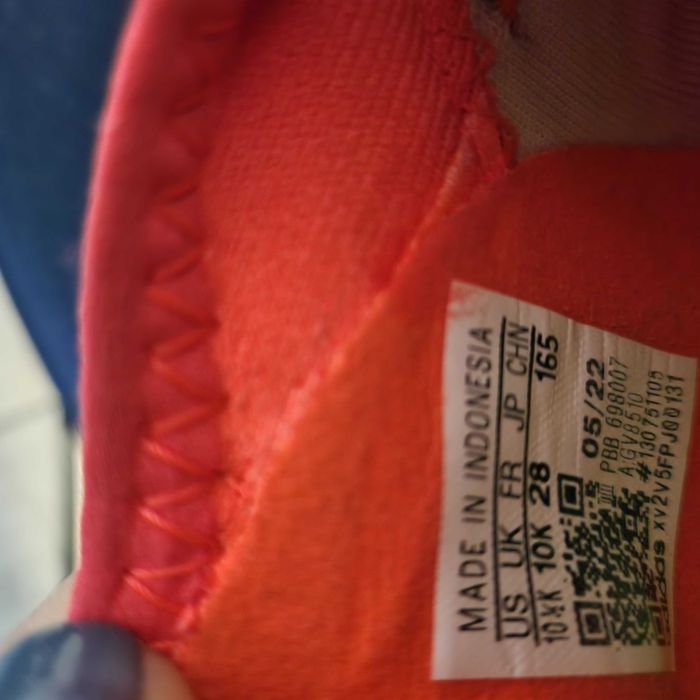 MADE IN INDONESIA
US UK FR JP CHN
10½K 10K 28 165
05/22
PBB 698007
AGV8510
#130751105
adidas XV2V5FPJ00131